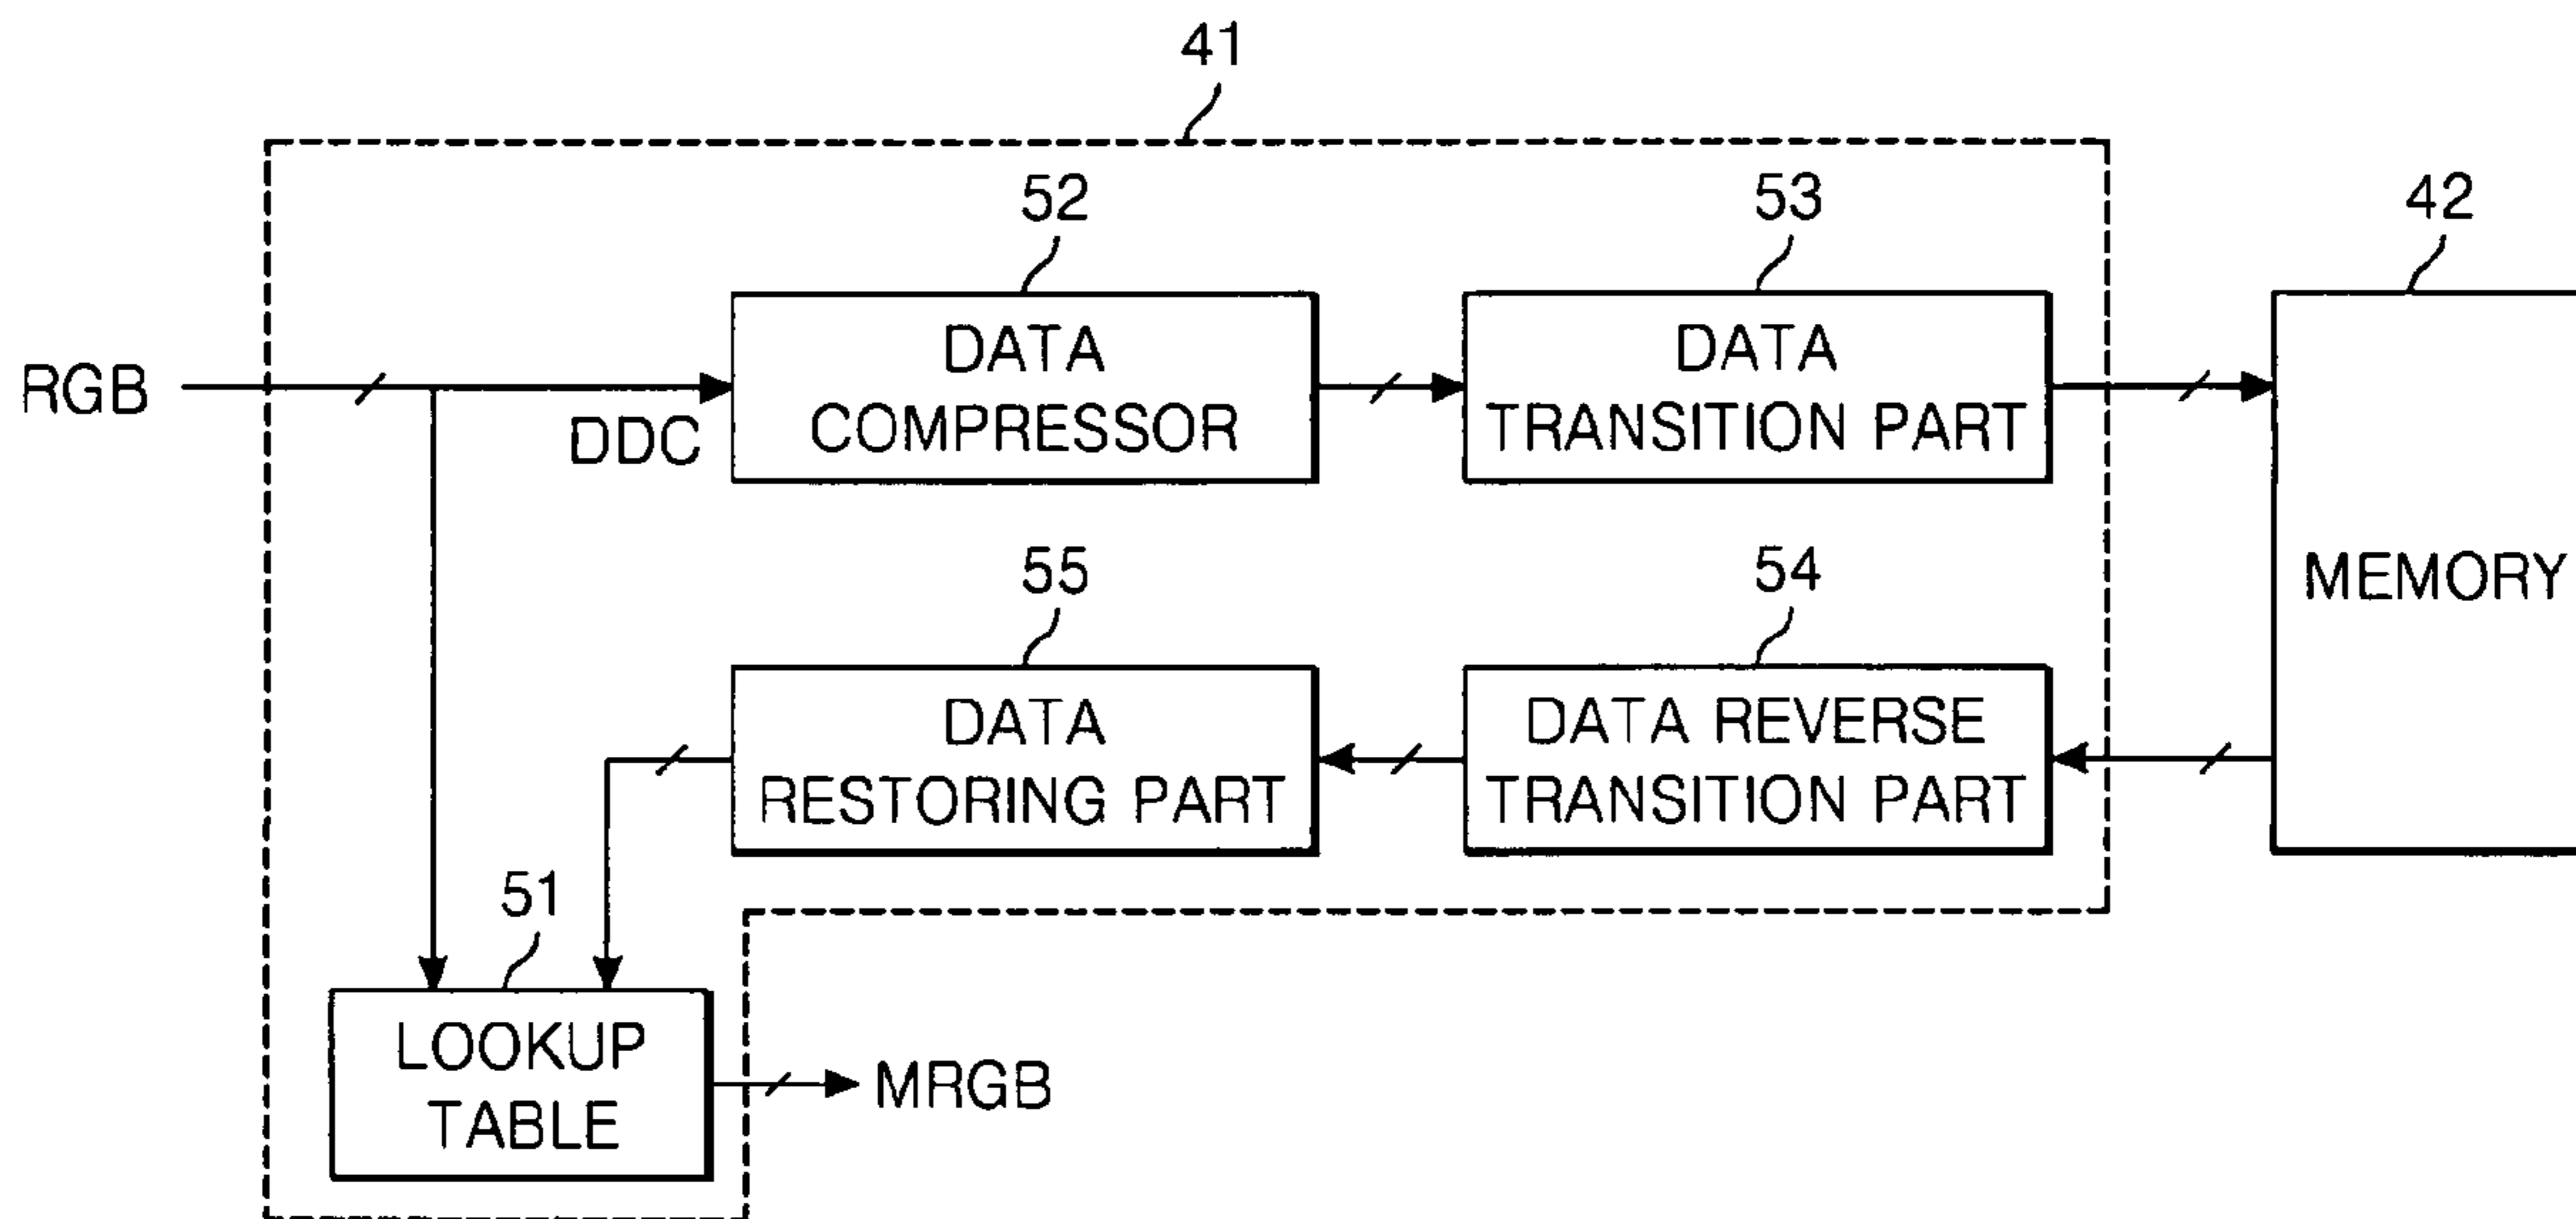 41
52
53
42
RGB
DDC
DATA
COMPRESSOR
DATA
TRANSITION PART
MEMORY
55
54
DATA
RESTORING PART
DATA REVERSE
TRANSITION PART
51
LOOKUP
TABLE
MRGB